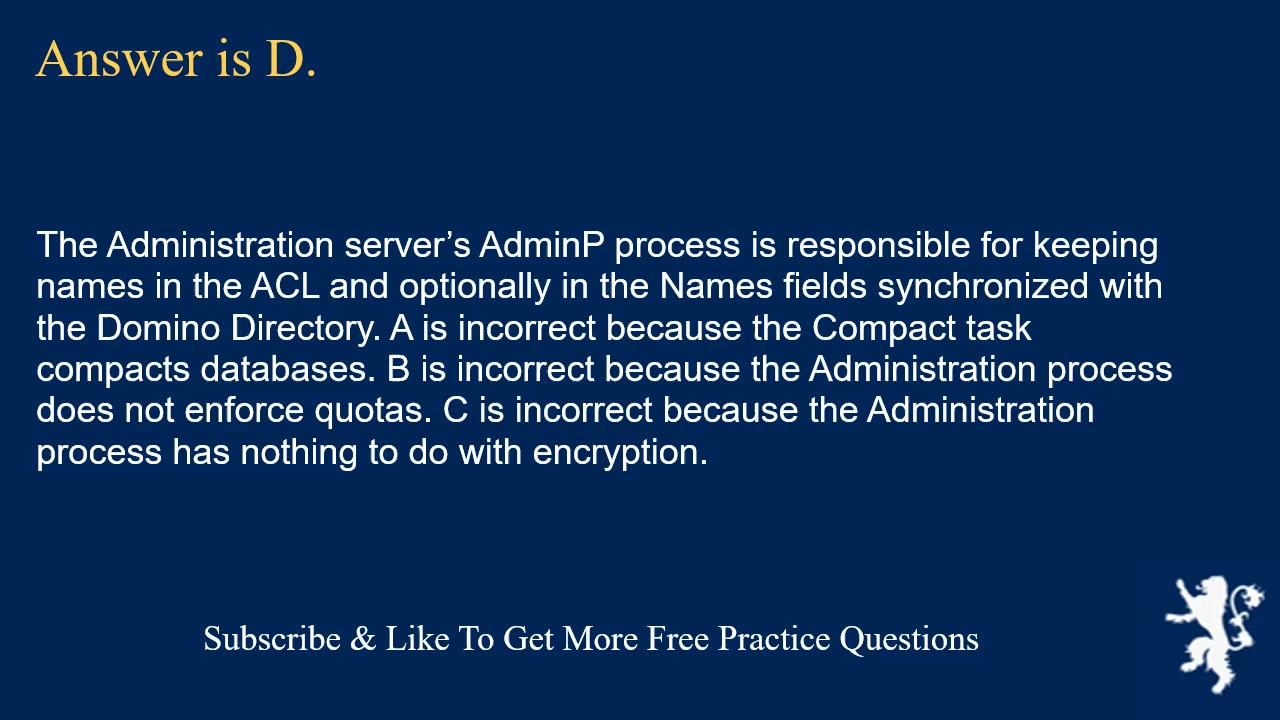 Answer is D.
The Administration server’s AdminP process is responsible for keeping
names in the ACL and optionally in the Names fields synchronized with
the Domino Directory. A is incorrect because the Compact task
compacts databases. B is incorrect because the Administration process
does not enforce quotas. C is incorrect because the Administration
process has nothing to do with encryption.
Subscribe & Like To Get More Free Practice Questions